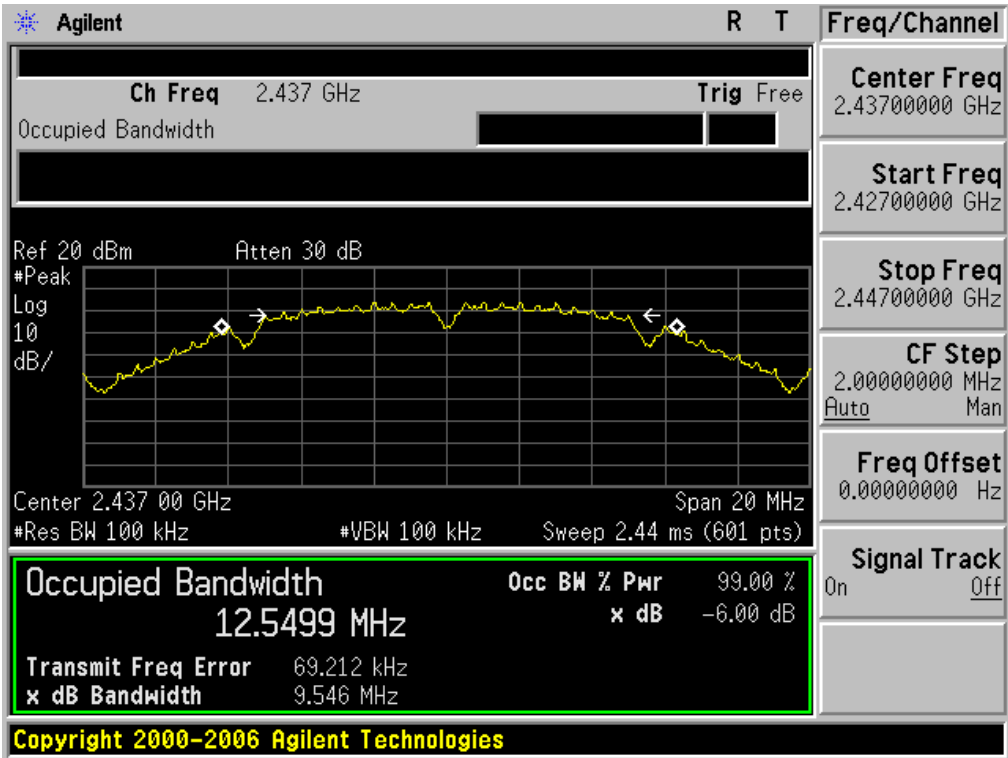 Agilent R T
Ch Freq 2.437 GHz Trig Free
Occupied Bandwidth
Ref 20 dBm Atten 30 dB
#Peak
Log
10
dB/
Center 2.437 00 GHz Span 20 MHz
#Res BW 100 kHz #VBW 100 kHz Sweep 2.44 ms (601 pts)
Occupied Bandwidth Occ BW % Pwr 99.00 %
12.5499 MHz x dB -6.00 dB
Transmit Freq Error 69.212 kHz
x dB Bandwidth 9.546 MHz
Copyright 2000-2006 Agilent Technologies
Freq/Channel
Center Freq
2.43700000 GHz
Start Freq
2.42700000 GHz
Stop Freq
2.44700000 GHz
CF Step
2.00000000 MHz
Auto Man
Freq Offset
0.00000000 Hz
Signal Track
On Off